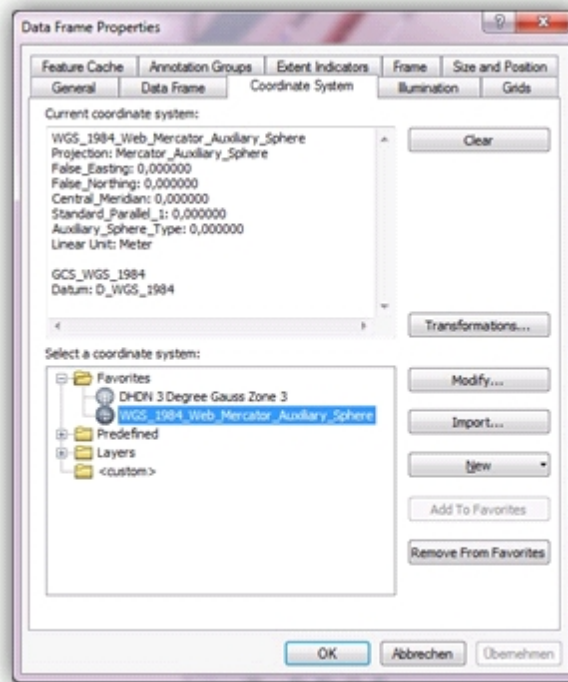 Data Frame Properties
Feature Cache Annotation Groups Extent Indicators Frame Size and Position
General Data Frame Coordinate System Illumination Grids
Current coordinate system:
WGS_1984_Web_Mercator_Auxiliary_Sphere
Projection: Mercator_Auxiliary_Sphere
False_Easting: 0,000000
False_Northing: 0,000000
Central_Meridian: 0,000000
Standard_Parallel_1: 0,000000
Auxiliary_Sphere_Type: 0,000000
Linear Unit: Meter
GCS_WGS_1984
Datum: D_WGS_1984
Clear
Transformations...
Select a coordinate system:
Favorites
DHDN 3 Degree Gauss Zone 3
WGS_1984_Web_Mercator_Auxiliary_Sphere
Predefined
Layers
<custom>
Modify...
Import...
New
Add To Favorites
Remove From Favorites
OK Abbrechen Übernehmen